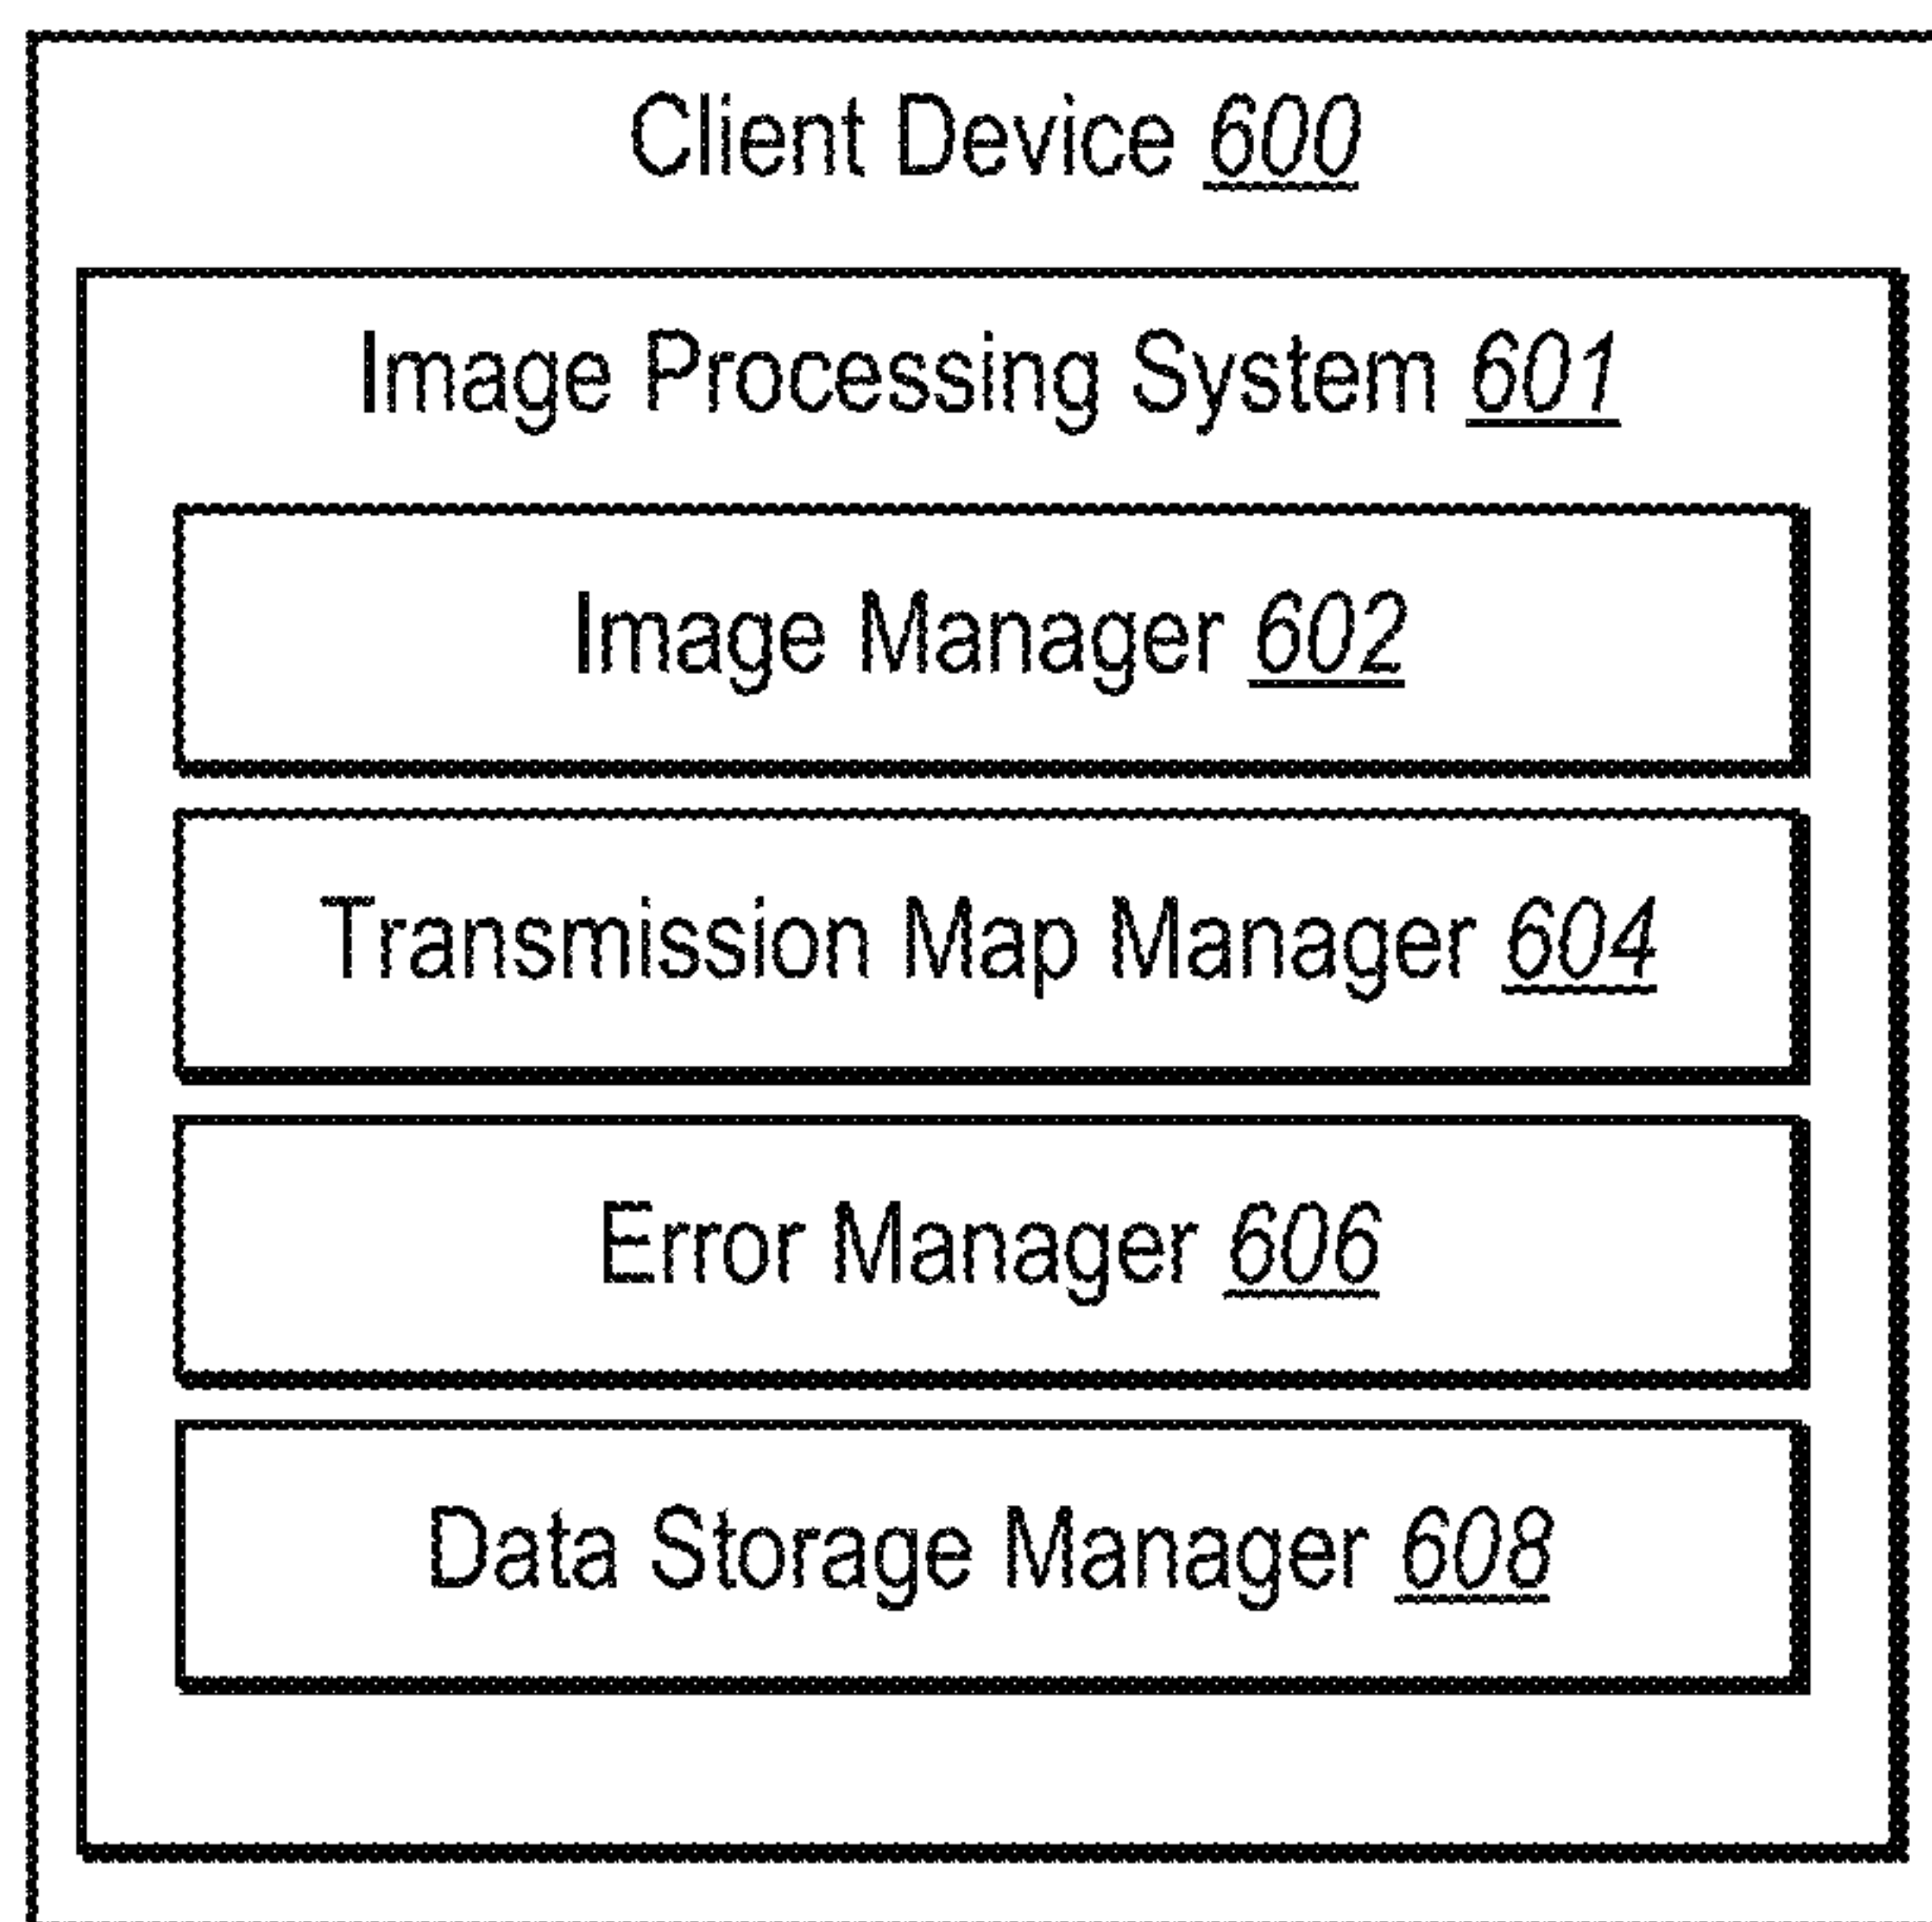 Client Device 600
Image Processing System 601
Image Manager 602
Transmission Map Manager 604
Error Manager 606
Data Storage Manager 608